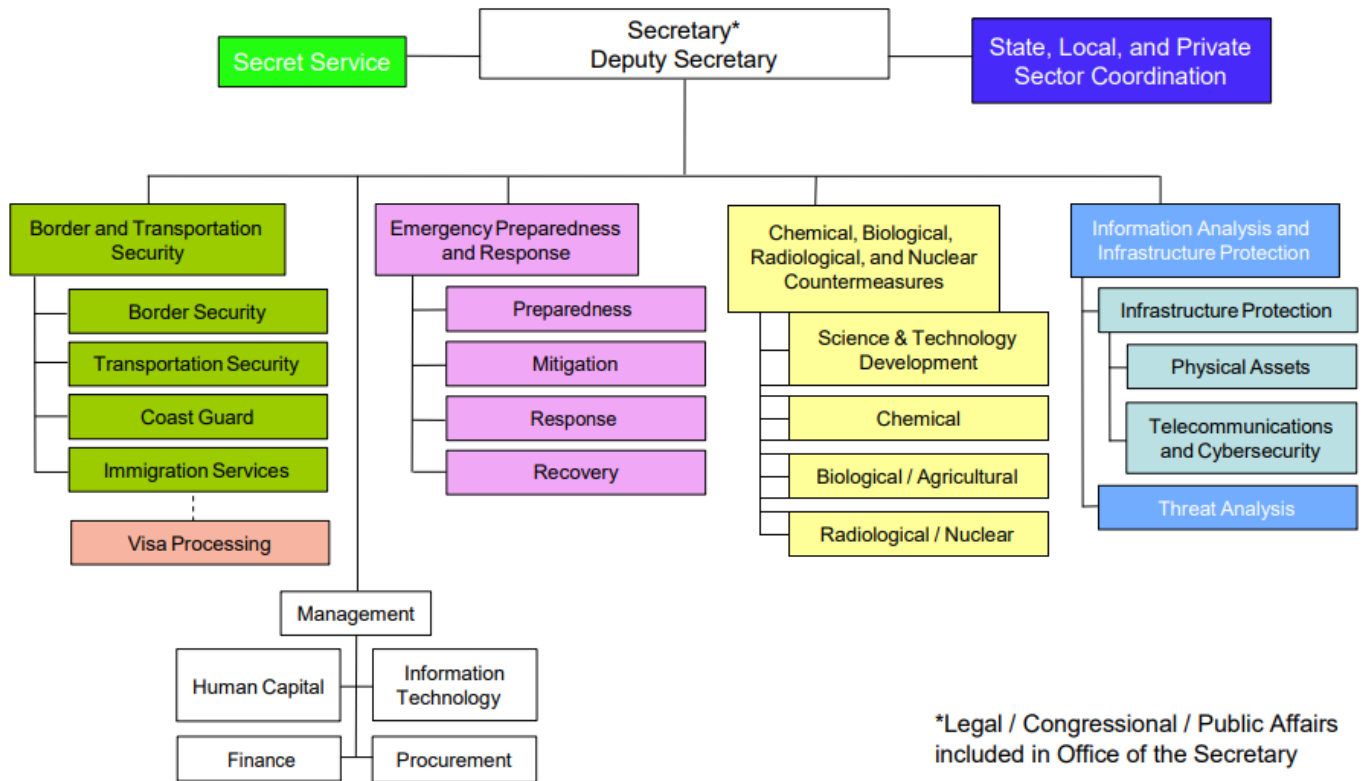 Secret Service
Secretary*
Deputy Secretary
State, Local, and Private
Sector Coordination
Border and Transportation
Security
Border Security
Transportation Security
Coast Guard
Immigration Services
Visa Processing
Emergency Preparedness
and Response
Preparedness
Mitigation
Response
Recovery
Chemical, Biological,
Radiological, and Nuclear
Countermeasures
Science & Technology
Development
Chemical
Biological / Agricultural
Radiological / Nuclear
Information Analysis and
Infrastructure Protection
Infrastructure Protection
Physical Assets
Telecommunications
and Cybersecurity
Threat Analysis
Management
Human Capital
Information
Technology
Finance
Procurement
*Legal / Congressional / Public Affairs
included in Office of the Secretary